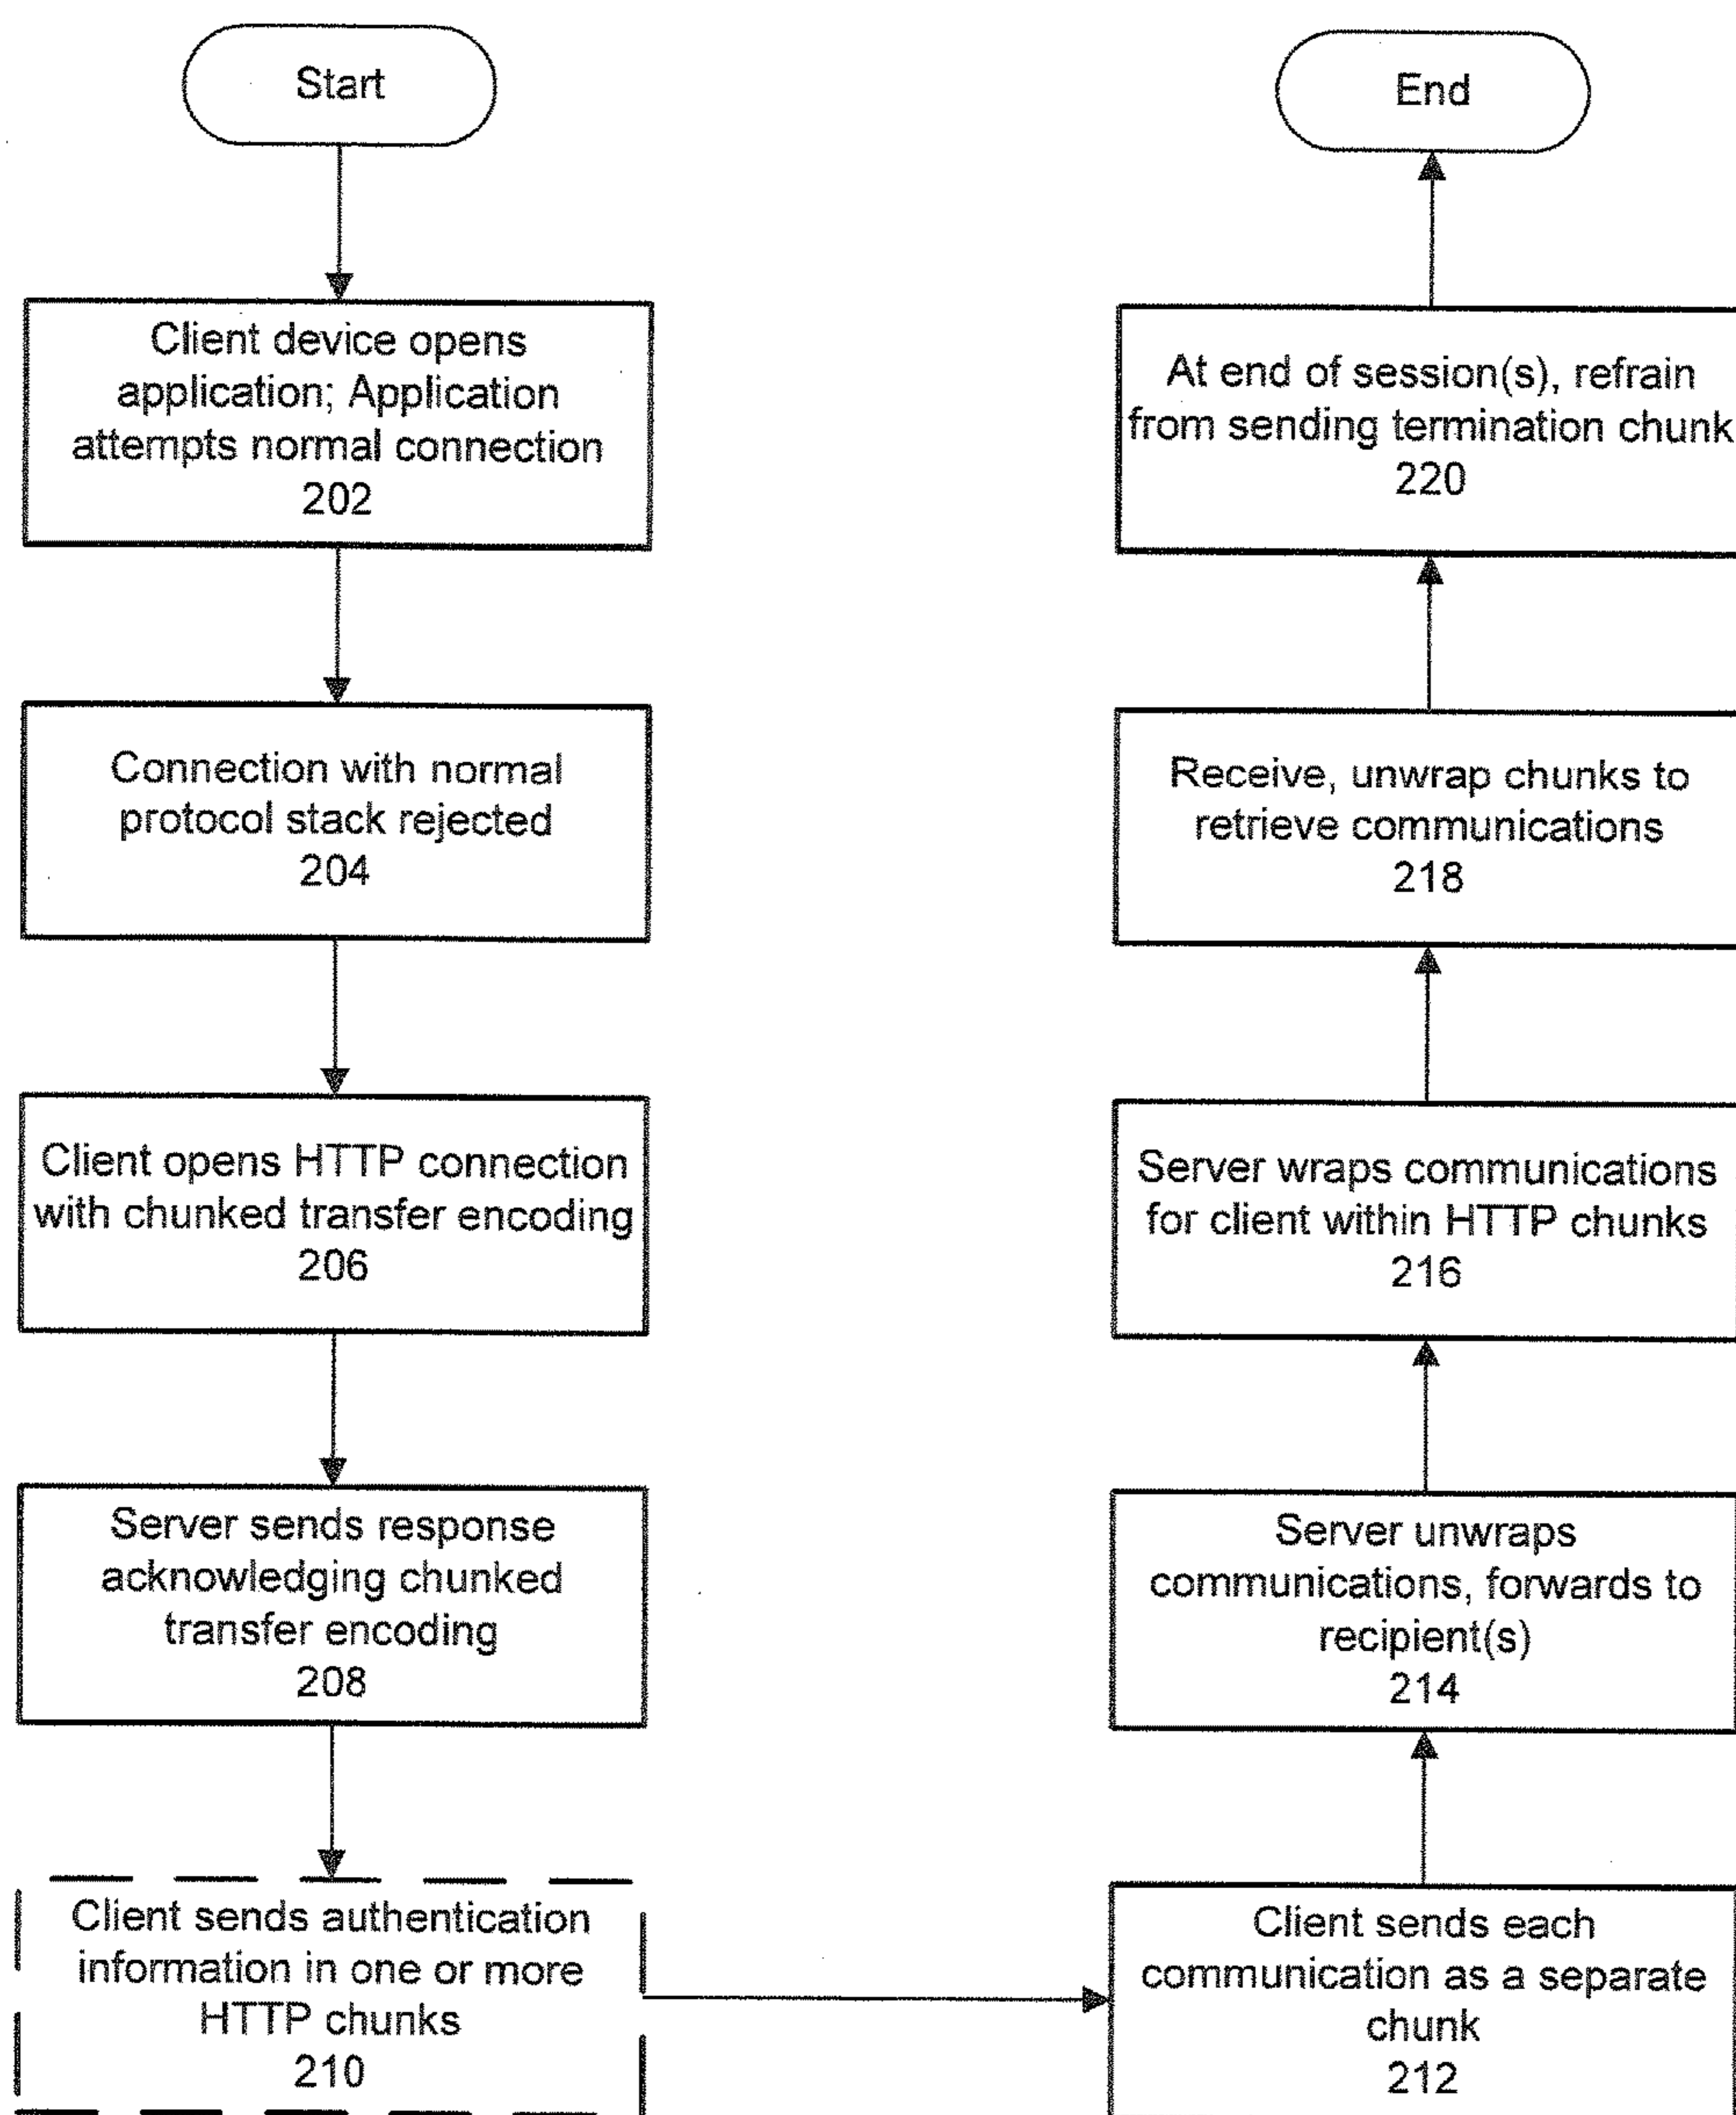 Start
Client device opens
application; Application
attempts normal connection
202
Connection with normal
protocol stack rejected
204
Client opens HTTP connection
with chunked transfer encoding
206
Server sends response
acknowledging chunked
transfer encoding
208
Client sends authentication
information in one or more
HTTP chunks
210
Client sends each
communication as a separate
chunk
212
Server unwraps
communications, forwards to
recipient(s)
214
Server wraps communications
for client within HTTP chunks
216
Receive, unwrap chunks to
retrieve communications
218
At end of session(s), refrain
from sending termination chunk
220
End